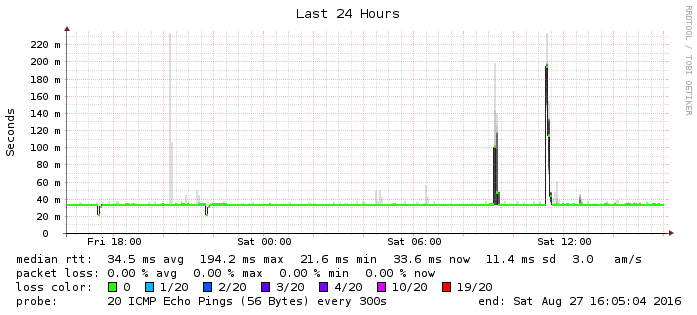 Last 24 Hours
RRDTOOL / TOBI OETIKER
Seconds
220 m
200 m
180 m
160 m
140 m
120 m
100 m
80 m
60 m
40 m
20 m
0
Fri 18:00 Sat 00:00 Sat 06:00 Sat 12:00
median rtt: 34.5 ms avg 194.2 ms max 21.6 ms min 33.6 ms now 11.4 ms sd 3.0 am/s
packet loss: 0.00 % avg 0.00 % max 0.00 % min 0.00 % now
loss color: 0 1/20 2/20 3/20 4/20 10/20 19/20
probe: 20 ICMP Echo Pings (56 Bytes) every 300s end: Sat Aug 27 16:05:04 2016